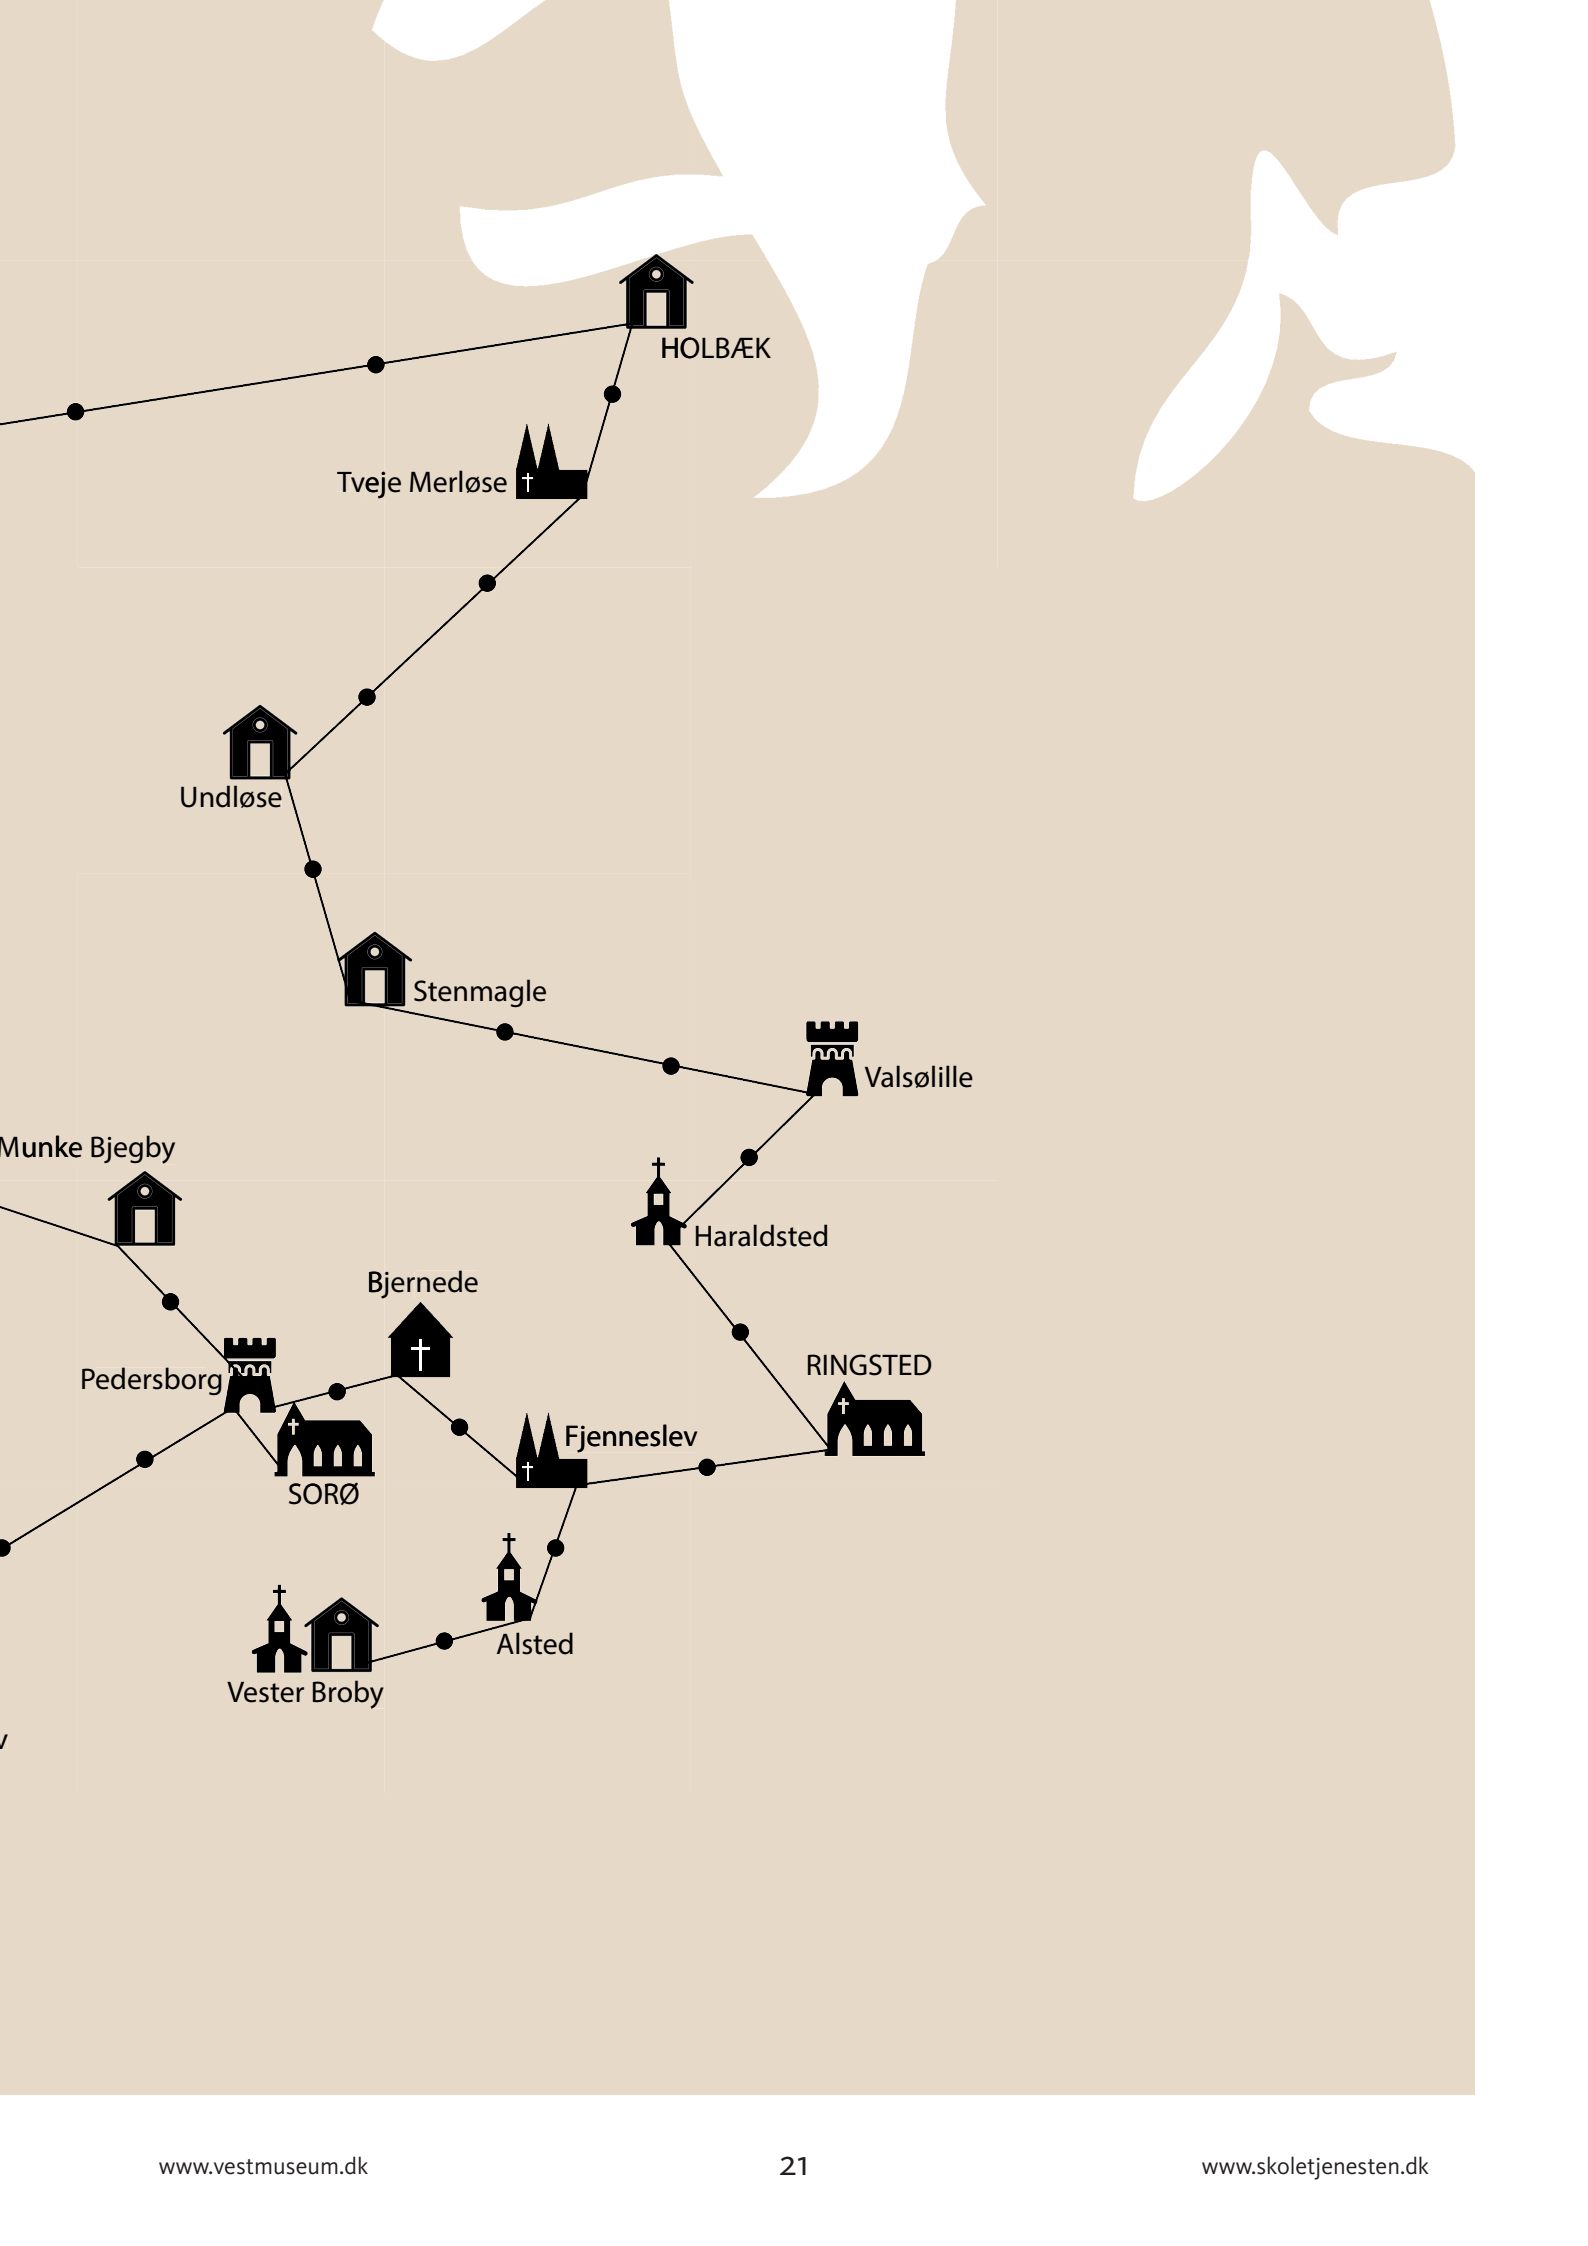 HOLBÆK
Tveje Merløse
Undløse
Stenmagle
Valsølille
Munke Bjegby
Haraldsted
Bjernede
RINGSTED
Pedersborg
Fjenneslev
SORØ
Alsted
Vester Broby
v
www.vestmuseum.dk
21
www.skoletjenesten.dk